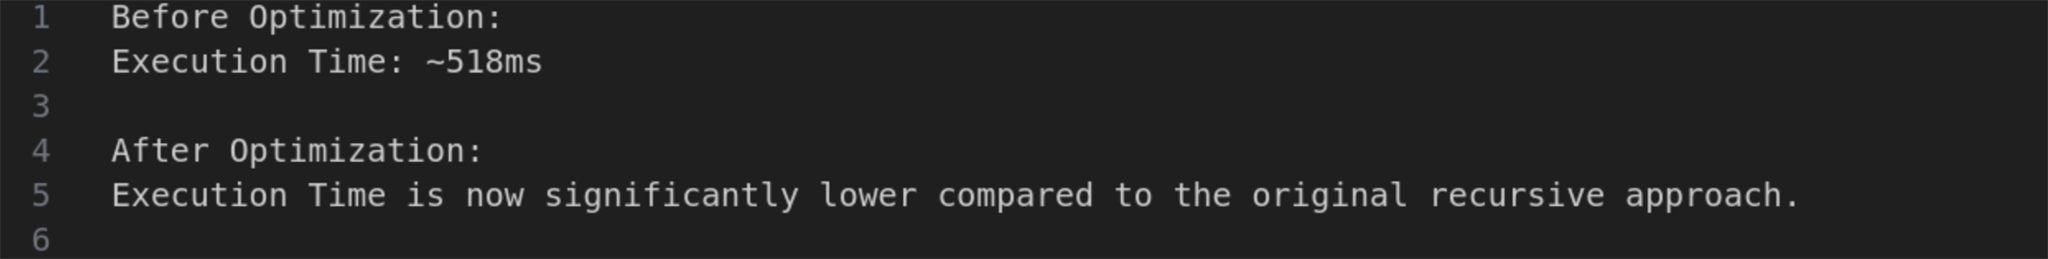 1 Before Optimization:
2 Execution Time: ~518ms
3
4 After Optimization:
5 Execution Time is now significantly lower compared to the original recursive approach.
6